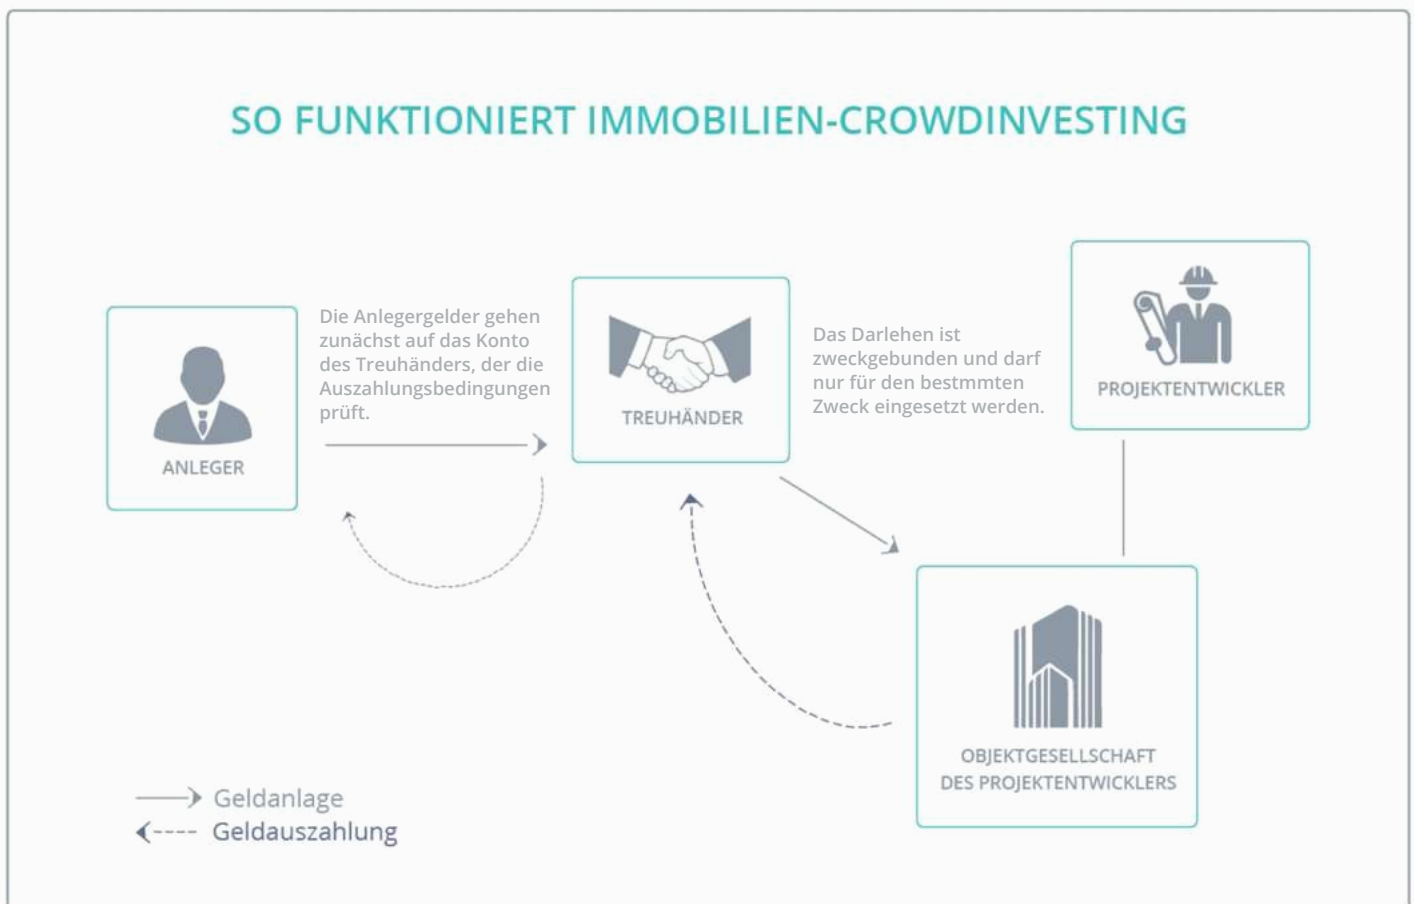 SO FUNKTIONIERT IMMOBILIEN-CROWDINVESTING
Die Anlegergelder gehen
zunächst auf das Konto
des Treuhänders, der die
Auszahlungsbedingungen
prüft.
ANLEGER
TREUHÄNDER
Das Darlehen ist
zweckgebunden und darf
nur für den bestmmten
Zweck eingesetzt werden.
PROJEKTENTWICKLER
OBJEKTGESELLSCHAFT
DES PROJEKTENTWICKLERS
Geldanlage
Geldauszahlung